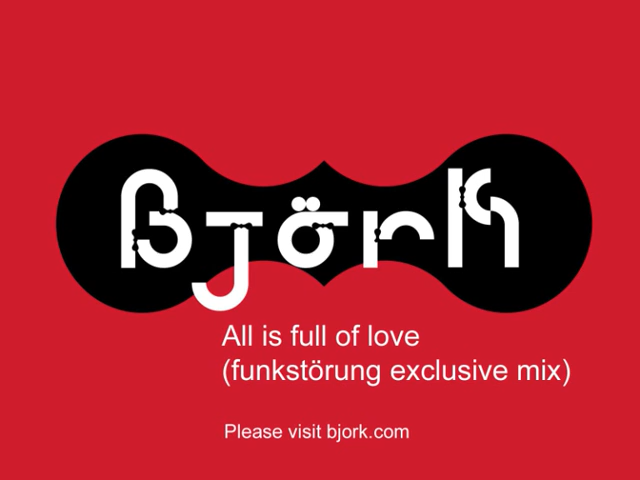 Björk
All is full of love
(funkstörung exclusive mix)
Please visit bjork.com